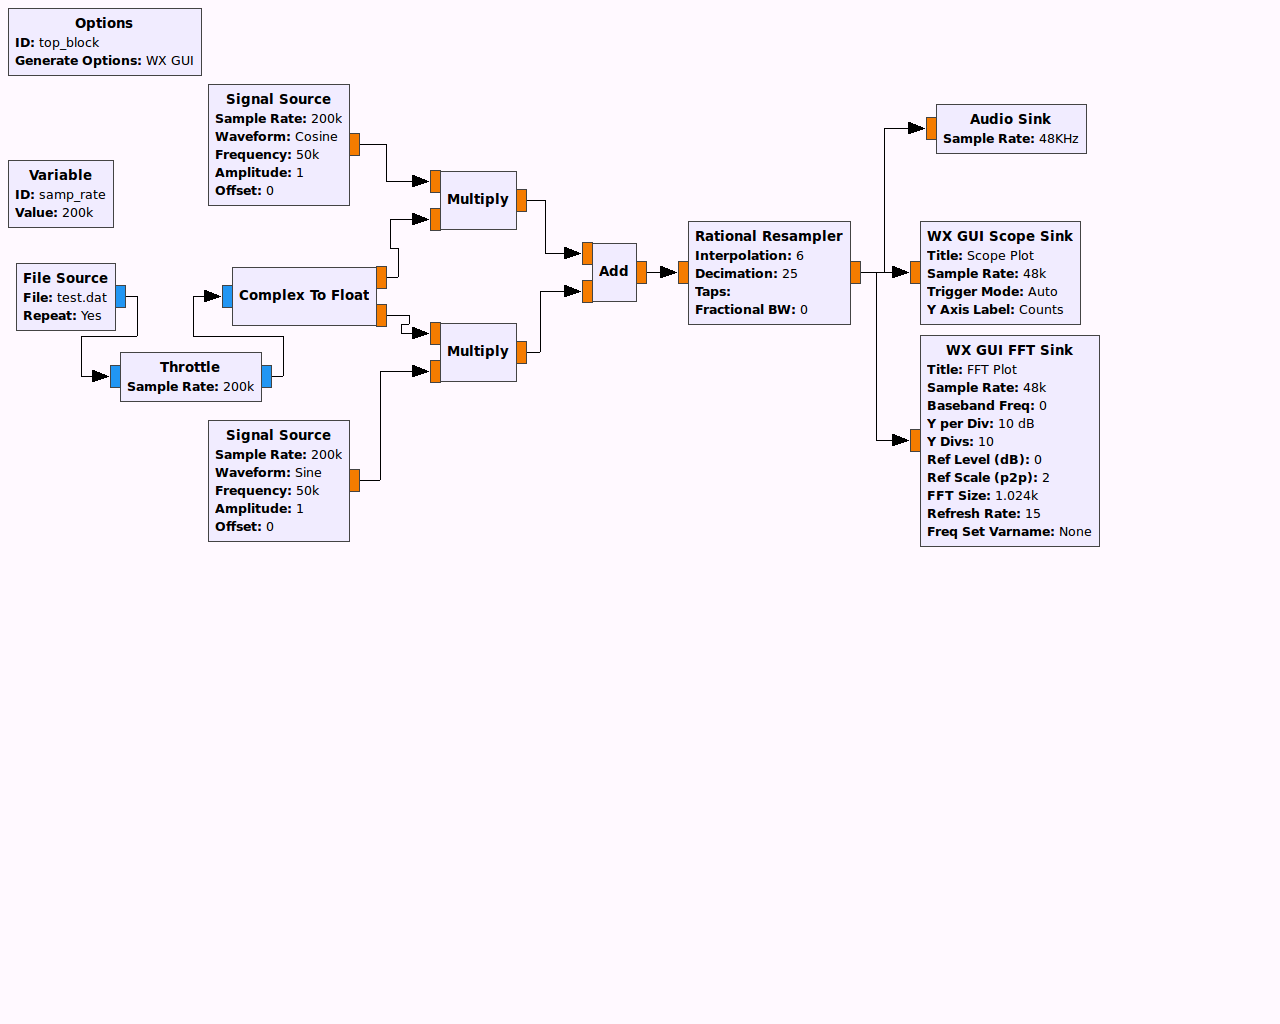 Options
ID: top_block
Generate Options: WX GUI
Signal Source
Sample Rate: 200k
Waveform: Cosine
Frequency: 50k
Amplitude: 1
Offset: 0
Audio Sink
Sample Rate: 48KHz
Variable
ID: samp_rate
Value: 200k
Multiply
Rational Resampler
Interpolation: 6
Decimation: 25
Taps:
Fractional BW: 0
WX GUI Scope Sink
Title: Scope Plot
Sample Rate: 48k
Trigger Mode: Auto
Y Axis Label: Counts
File Source
File: test.dat
Repeat: Yes
Complex To Float
Add
Multiply
Throttle
Sample Rate: 200k
WX GUI FFT Sink
Title: FFT Plot
Sample Rate: 48k
Baseband Freq: 0
Y per Div: 10 dB
Y Divs: 10
Ref Level (dB): 0
Ref Scale (p2p): 2
FFT Size: 1.024k
Refresh Rate: 15
Freq Set Varname: None
Signal Source
Sample Rate: 200k
Waveform: Sine
Frequency: 50k
Amplitude: 1
Offset: 0